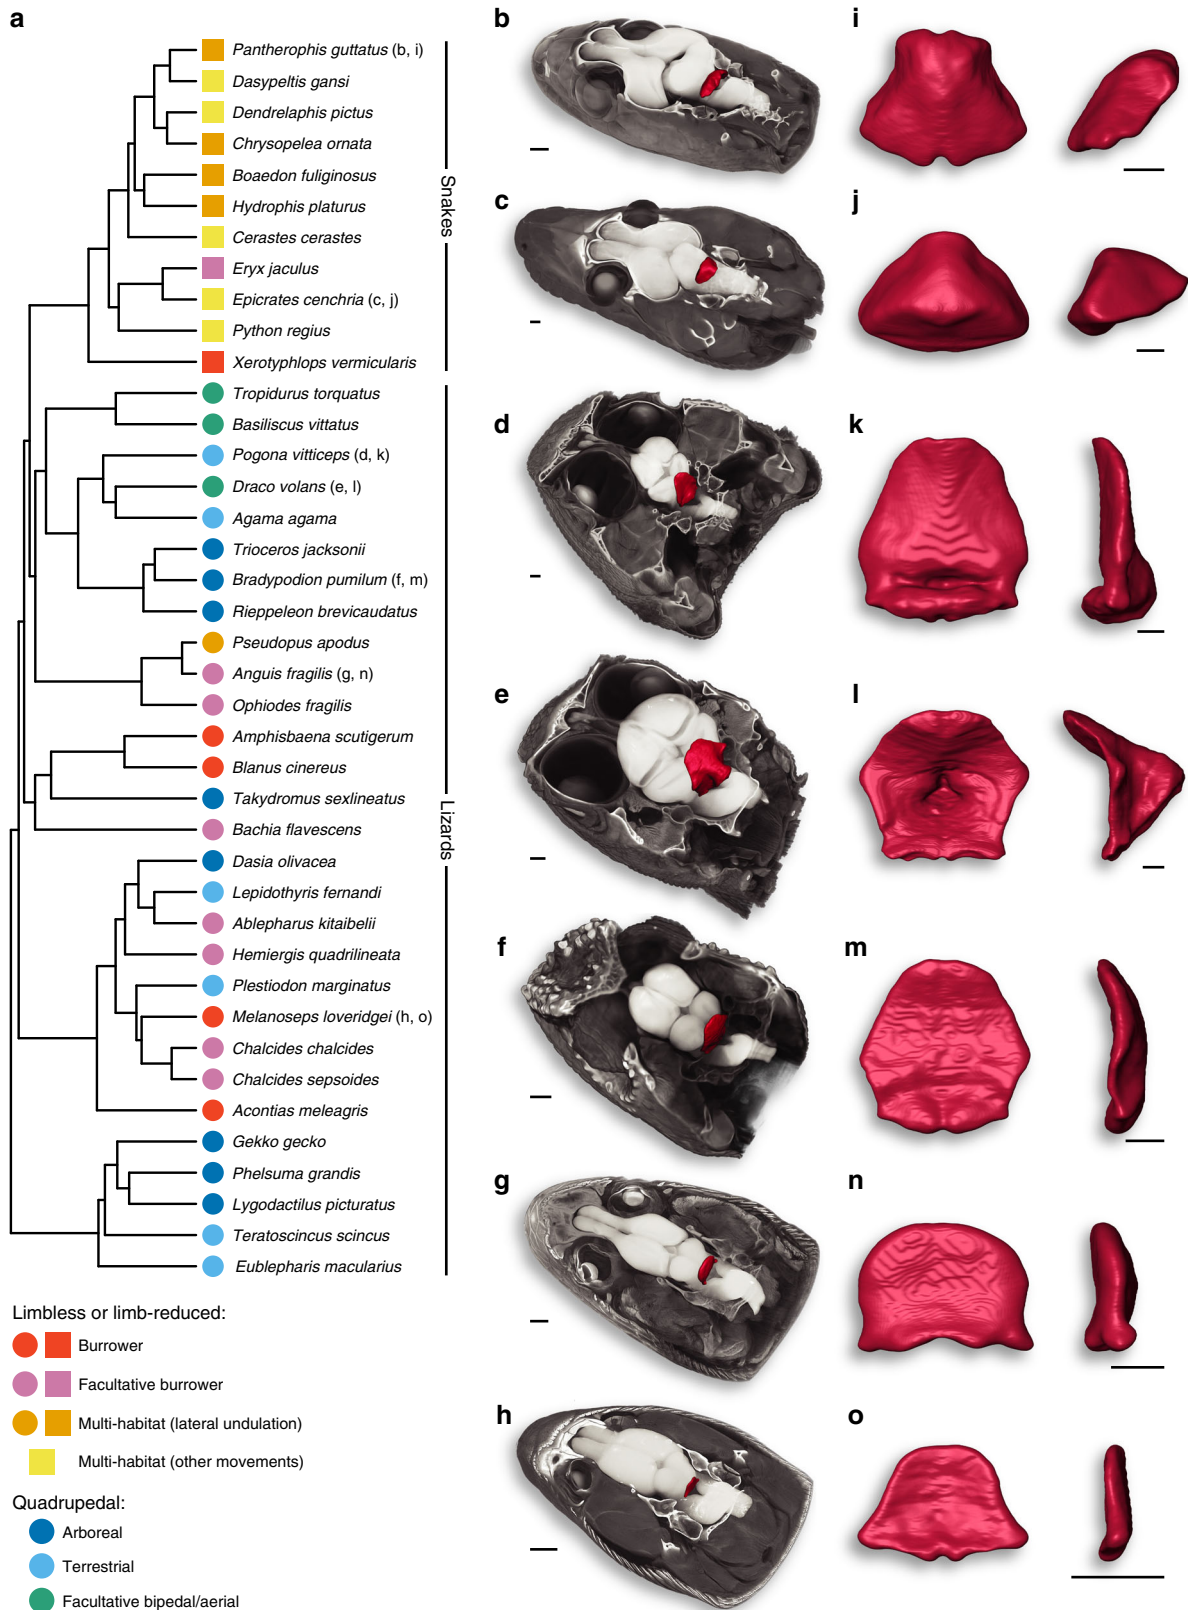 a
Pantherophis guttatus (b, i)
Dasypeltis gansi
Dendrelaphis pictus
Chrysopelea ornata
Boaedon fuliginosus
Hydrophis platurus
Cerastes cerastes
Eryx jaculus
Epicrates cenchria (c, j)
Python regius
Xerotyphlops vermicularis
Tropidurus torquatus
Basiliscus vittatus
Pogona vitticeps (d, k)
Draco volans (e, l)
Agama agama
Trioceros jacksonii
Bradypodion pumilum (f, m)
Rieppeleon brevicaudatus
Pseudopus apodus
Anguis fragilis (g, n)
Ophiodes fragilis
Amphisbaena scutigerum
Blanus cinereus
Takydromus sexlineatus
Bachia flavescens
Dasia olivacea
Lepidothyris fernandi
Ablepharus kitaibelii
Hemiergis quadrilineata
Plestiodon marginatus
Melanoseps loveridgei (h, o)
Chalcides chalcides
Chalcides sepsoides
Acontias meleagris
Gekko gecko
Phelsuma grandis
Lygodactilus picturatus
Teratoscincus scincus
Eublepharis macularius
Snakes
Lizards
Limbless or limb-reduced:
Burrower
Facultative burrower
Multi-habitat (lateral undulation)
Multi-habitat (other movements)
Quadrupedal:
Arboreal
Terrestrial
Facultative bipedal/aerial
b
i
c
j
d
k
e
l
f
m
g
n
h
o